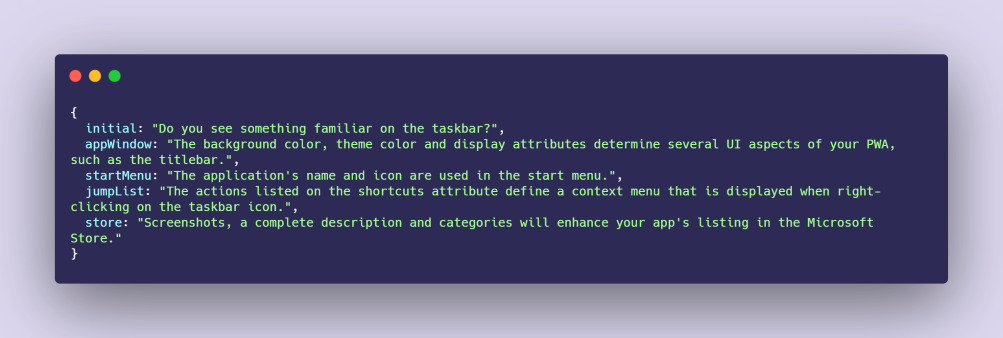 {
  initial: "Do you see something familiar on the taskbar?",
  appWindow: "The background color, theme color and display attributes determine several UI aspects of your PWA,
such as the titlebar.",
  startMenu: "The application's name and icon are used in the start menu.",
  jumpList: "The actions listed on the shortcuts attribute define a context menu that is displayed when right-
clicking on the taskbar icon.",
  store: "Screenshots, a complete description and categories will enhance your app's listing in the Microsoft
Store."
}